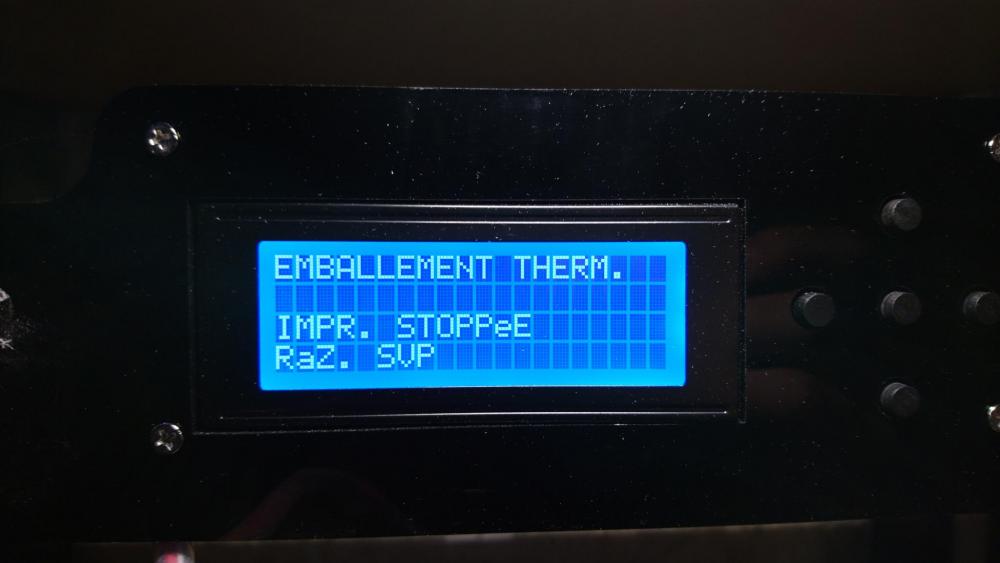 EMBALLEMENT THERM.
IMPR. STOPPeE
RaZ. SVP